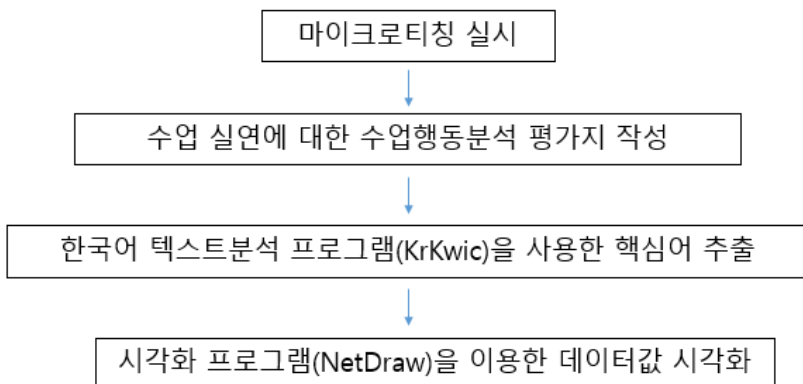 마이크로티칭 실시
수업 실연에 대한 수업행동분석 평가지 작성
한국어 텍스트분석 프로그램(KrKwic)을 사용한 핵심어 추출
시각화 프로그램(NetDraw)을 이용한 데이터값 시각화